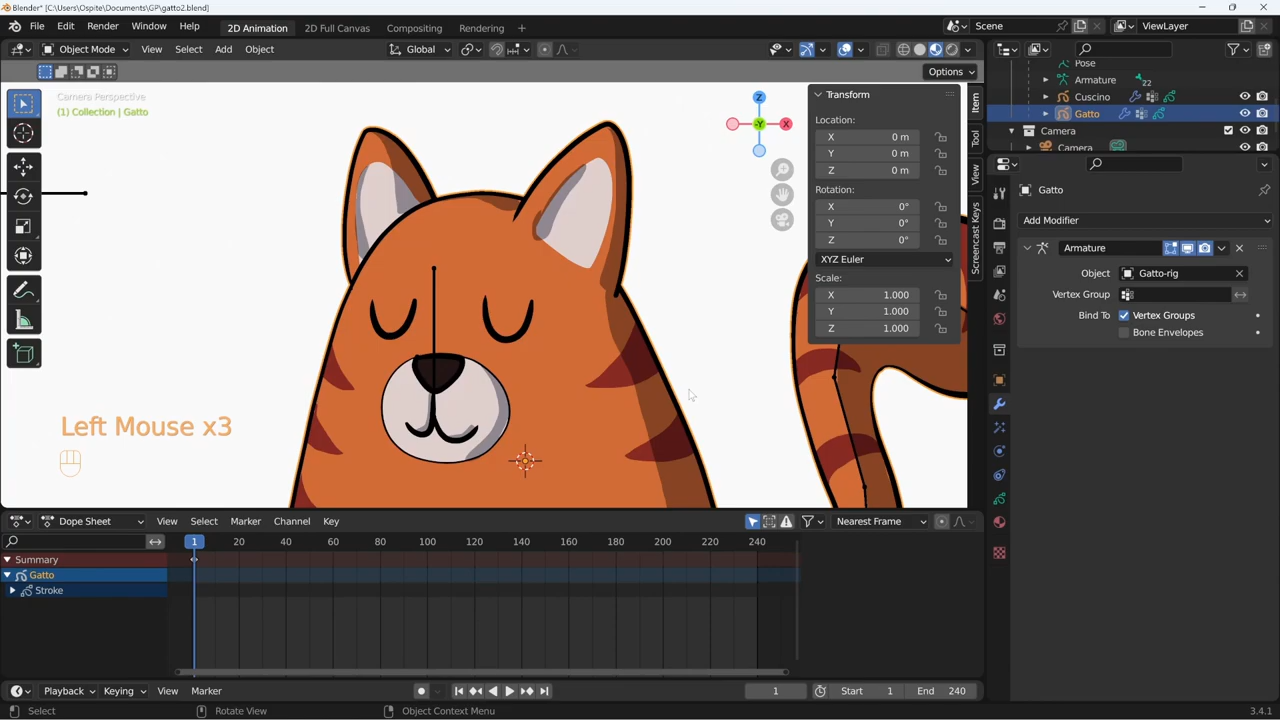 Blender* [C:\Users\Ospite\Documents\GP\gatto2.blend]
File Edit Render Window Help 2D Animation 2D Full Canvas Compositing Rendering + Scene ViewLayer
Object Mode View Select Add Object Global
Options
Camera Perspective
(1) Collection | Gatto
Z
-Y
X
Transform
Location:
X 0 m
Y 0 m
Z 0 m
Rotation:
X 0°
Y 0°
Z 0°
XYZ Euler
Scale:
X 1.000
Y 1.000
Z 1.000
Item
Tool
View
Screencast Keys
Pose
Armature 22
Cuscino
Gatto
Camera
Camera
Gatto
Add Modifier
Armature
Object Gatto-rig
Vertex Group
Bind To Vertex Groups
Bone Envelopes
Left Mouse x3
Dope Sheet View Select Marker Channel Key Nearest Frame
1 20 40 60 80 100 120 140 160 180 200 220 240
Summary
Gatto
Stroke
Playback Keying View Marker 1 Start 1 End 240
Select Rotate View Object Context Menu 3.4.1